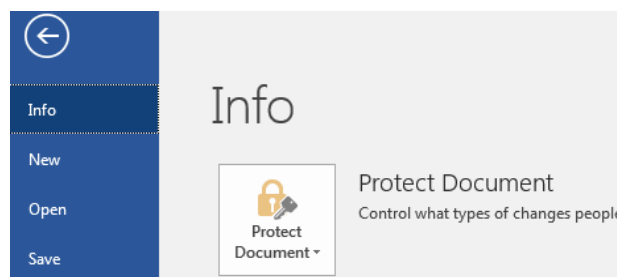 Info
New
Open
Save
Info
Protect
Document
Protect Document
Control what types of changes people